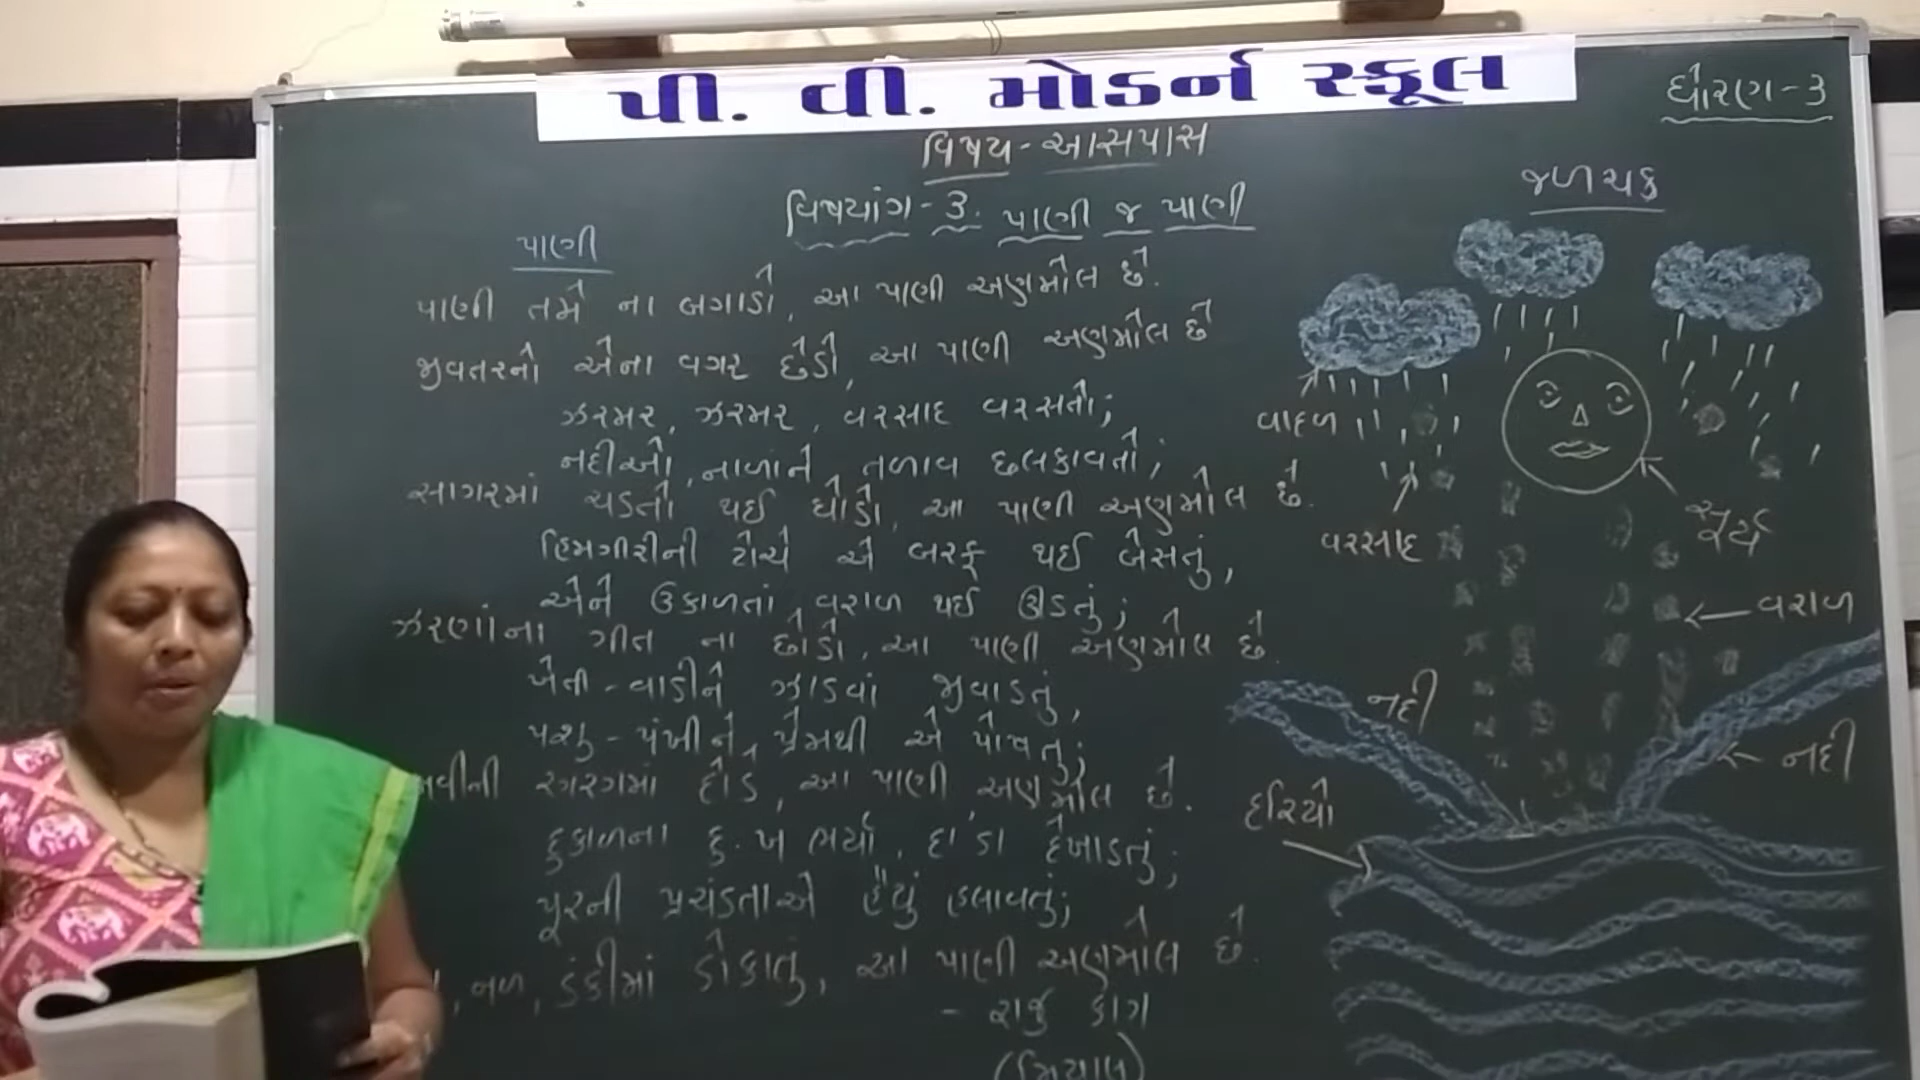 પી. વી. મોડર્ન સ્કૂલ
ધોરણ-૩
વિષય - આસપાસ
વિષયાંગ - ૩. પાણી જ પાણી
પાણી
પાણી તમે ના બગાડો, આ પાણી અણમોલ છે.
જીવતરનો એના વગર છેડો, આ પાણી અણમોલ છે
ઝરમર, ઝરમર, વરસાદ વરસતો;
નદીઓ, નાળાંને, તળાવ છલકાવતો;
સાગરમાં ચડતો થઈ ઘોડો, આ પાણી અણમોલ છે.
હિમગીરીની ટોચે એ બરફ થઈ બેસતું,
એને ઉકાળતાં વરાળ થઈ ઊડતું;
ઝરણાંના ગીત ના છોડો, આ પાણી અણમોલ છે.
ખેતી - વાડીને ઝાડવાં જીવાડતું,
પશુ - પંખીને, પ્રેમથી એ પોષતું;
નવીની રગરગમાં દોડે, આ પાણી અણમોલ છે.
દુકાળના દુ.ખ ભર્યા, દા'ડા દેખાડતું;
પૂરની પ્રચંડતાએ હૈયું હલાવતું;
, નળ, ડંકીમાં ડોકાતું, આ પાણી અણમોલ છે.
- રાજુ કાગ
(મિયાલ)
જળચક્ર
વાદળ
વરસાદ
સૂર્ય
વરાળ
નદી
નદી
દરિયો